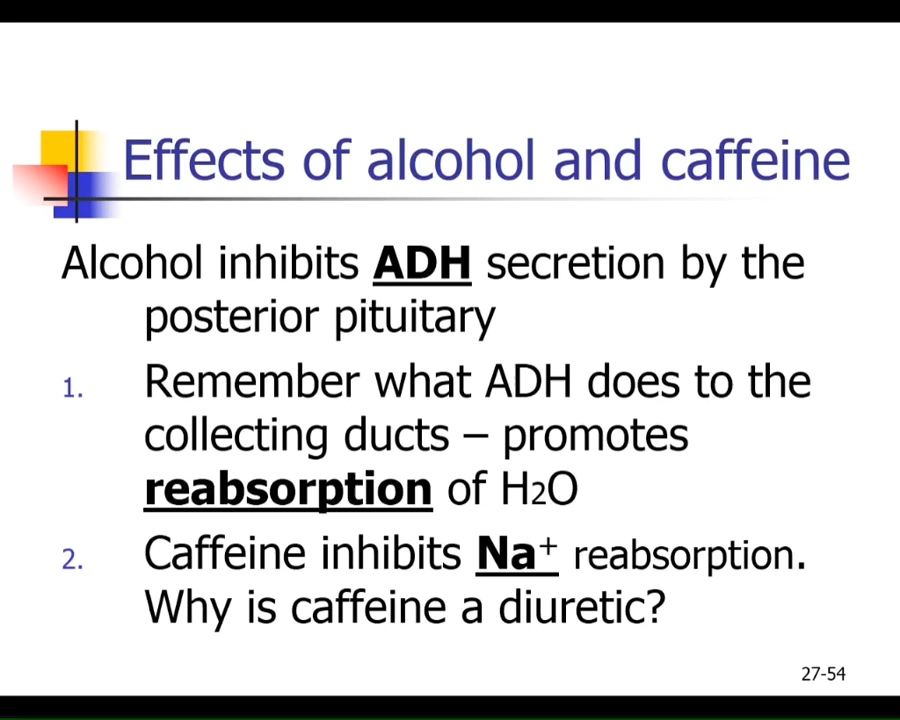 Effects of alcohol and caffeine
Alcohol inhibits ADH secretion by the
posterior pituitary
1. Remember what ADH does to the
collecting ducts – promotes
reabsorption of H2O
2. Caffeine inhibits Na+ reabsorption.
Why is caffeine a diuretic?
27-54